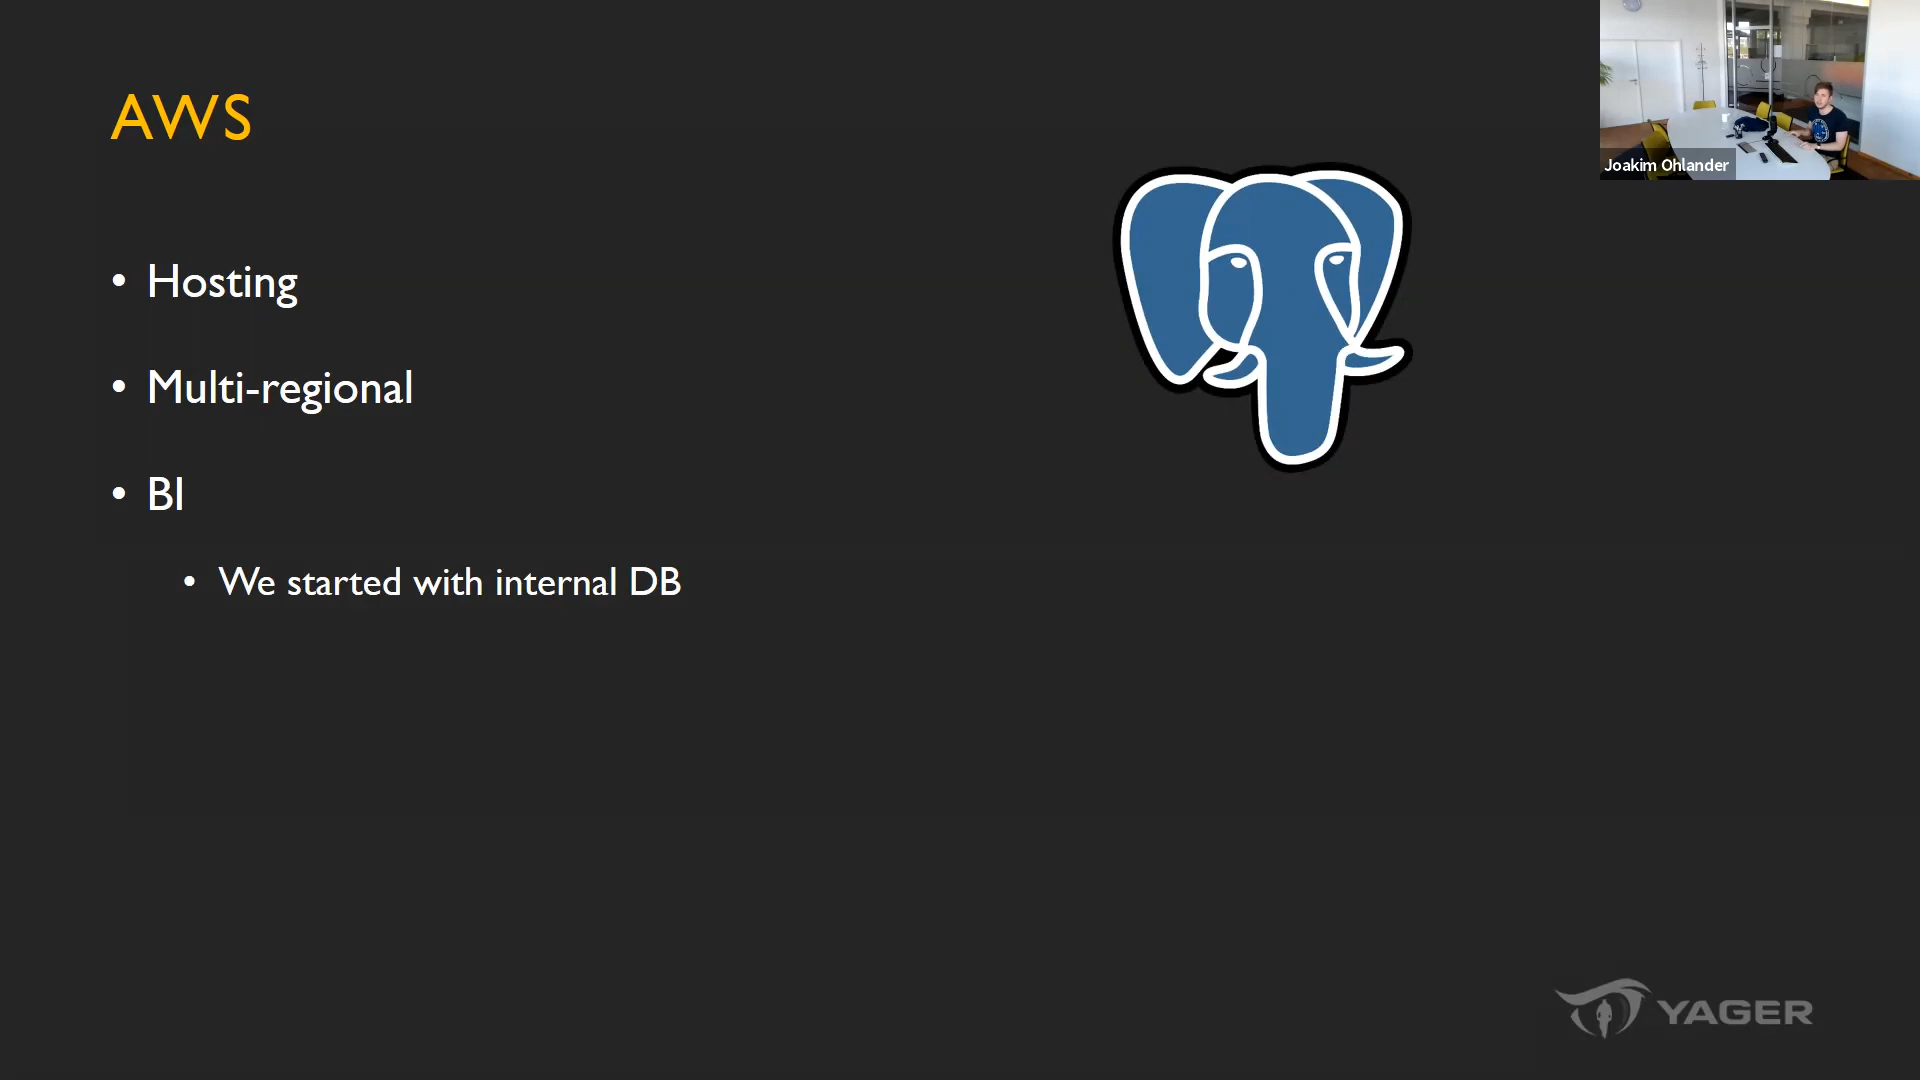 AWS
Joakim Ohlander
• Hosting
• Multi-regional
• BI
• We started with internal DB
YAGER